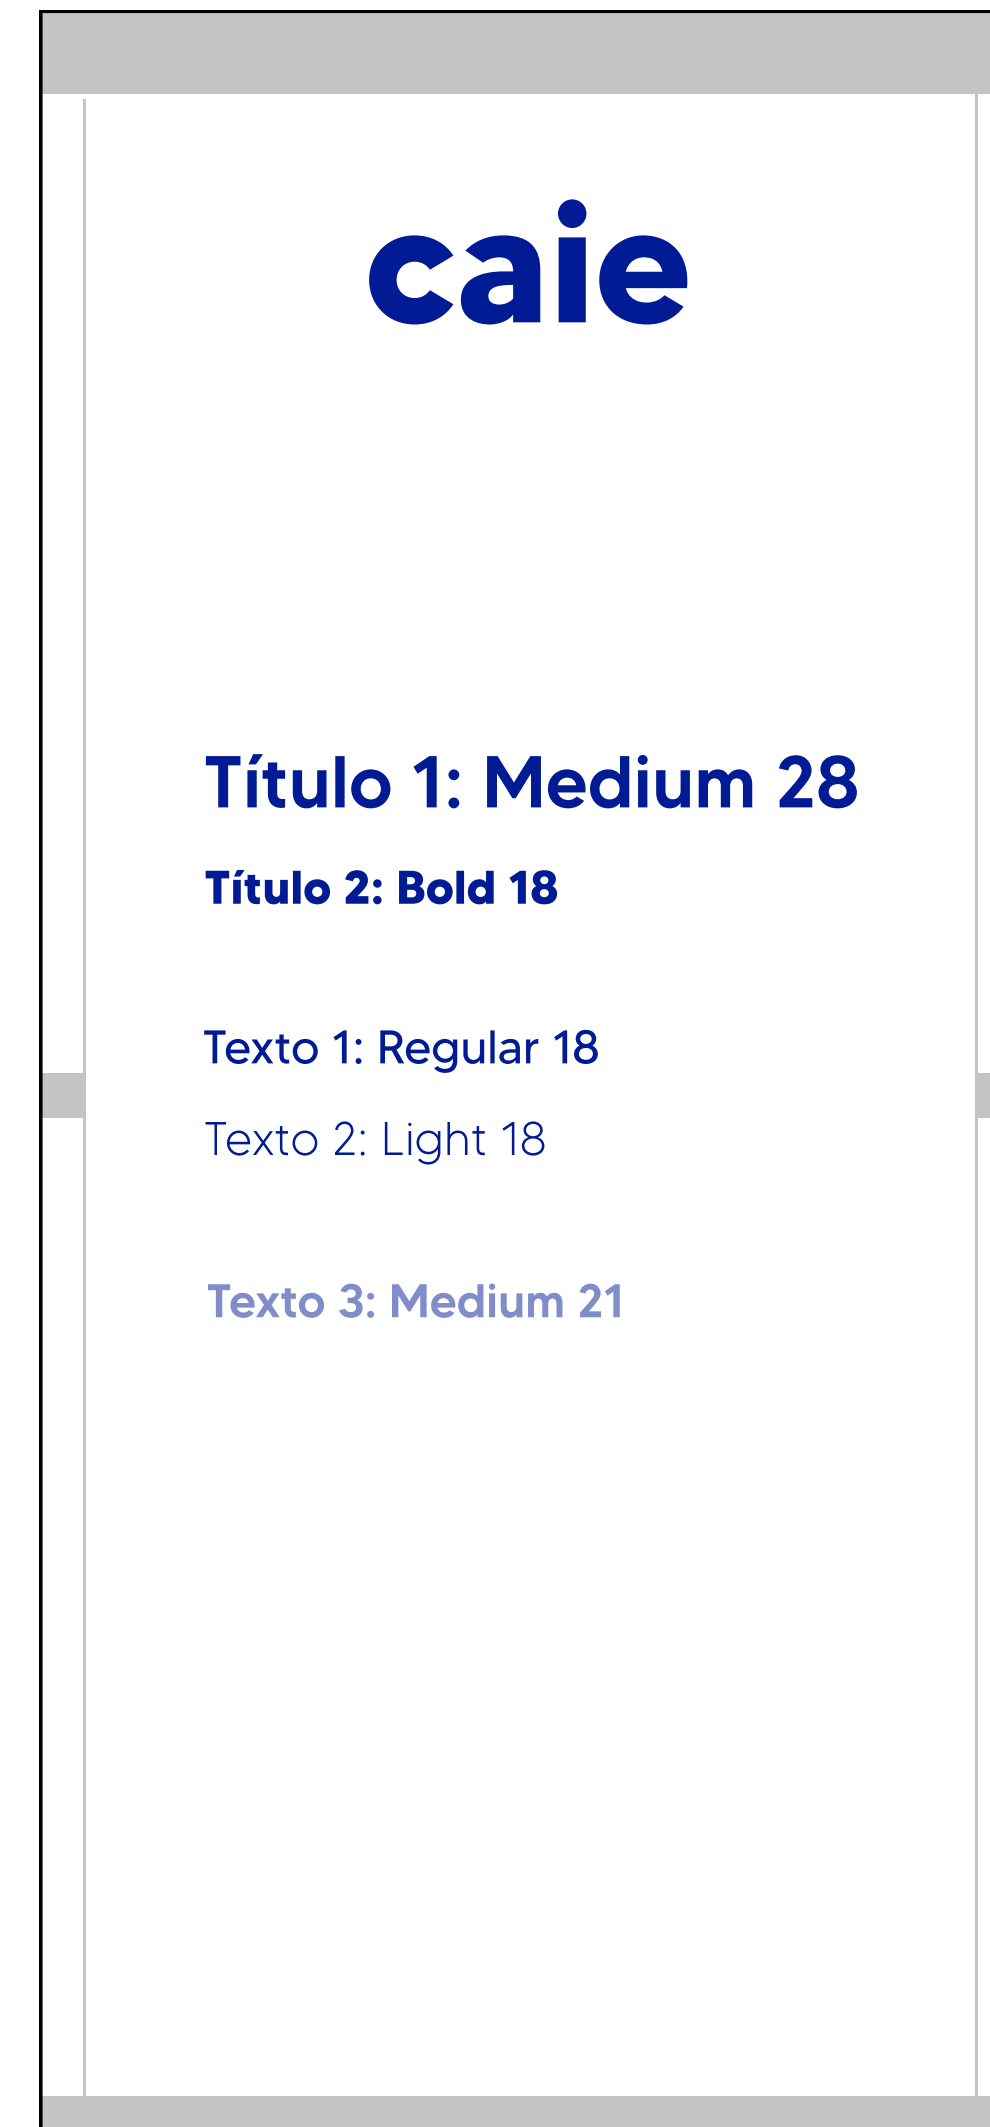 caie
Título 1: Medium 28
Título 2: Bold 18
Texto 1: Regular 18
Texto 2: Light 18
Texto 3: Medium 21